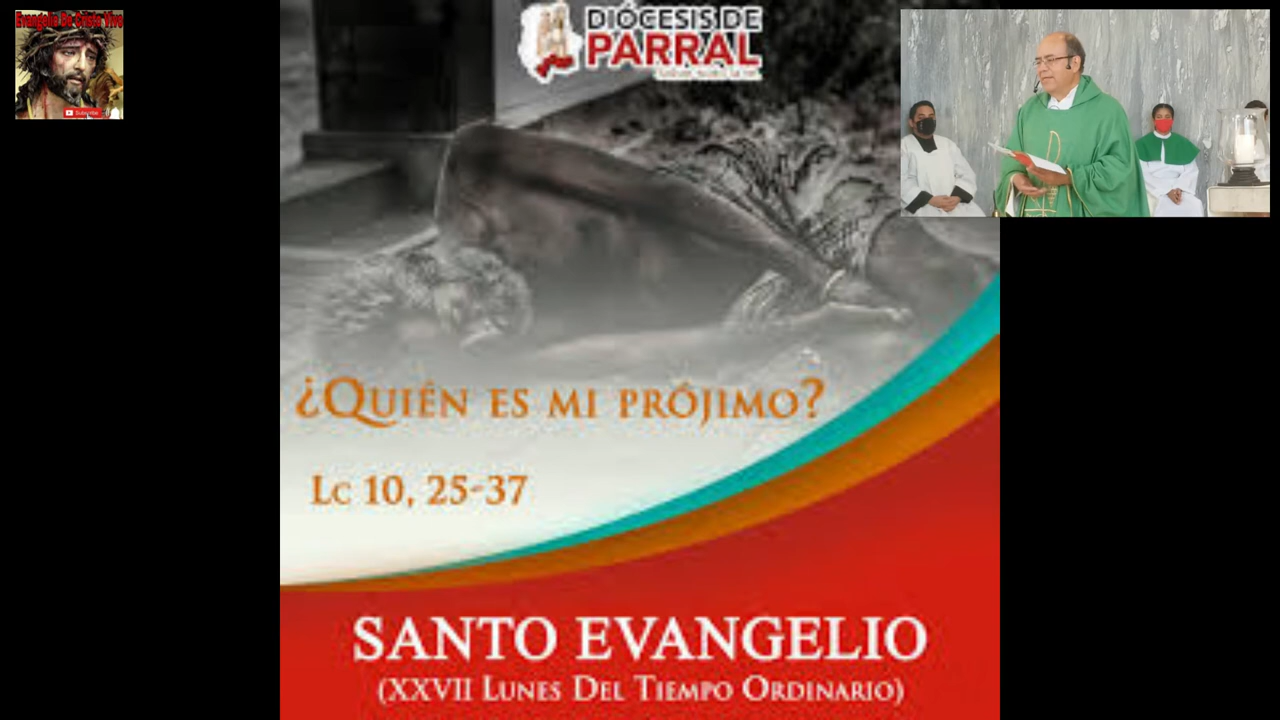 Evangelio De Cristo Vivo
Subscribe
DIÓCESIS DE
PARRAL
¿Quién es mi prójimo?
Lc 10, 25-37
SANTO EVANGELIO
(XXVII Lunes Del Tiempo Ordinario)